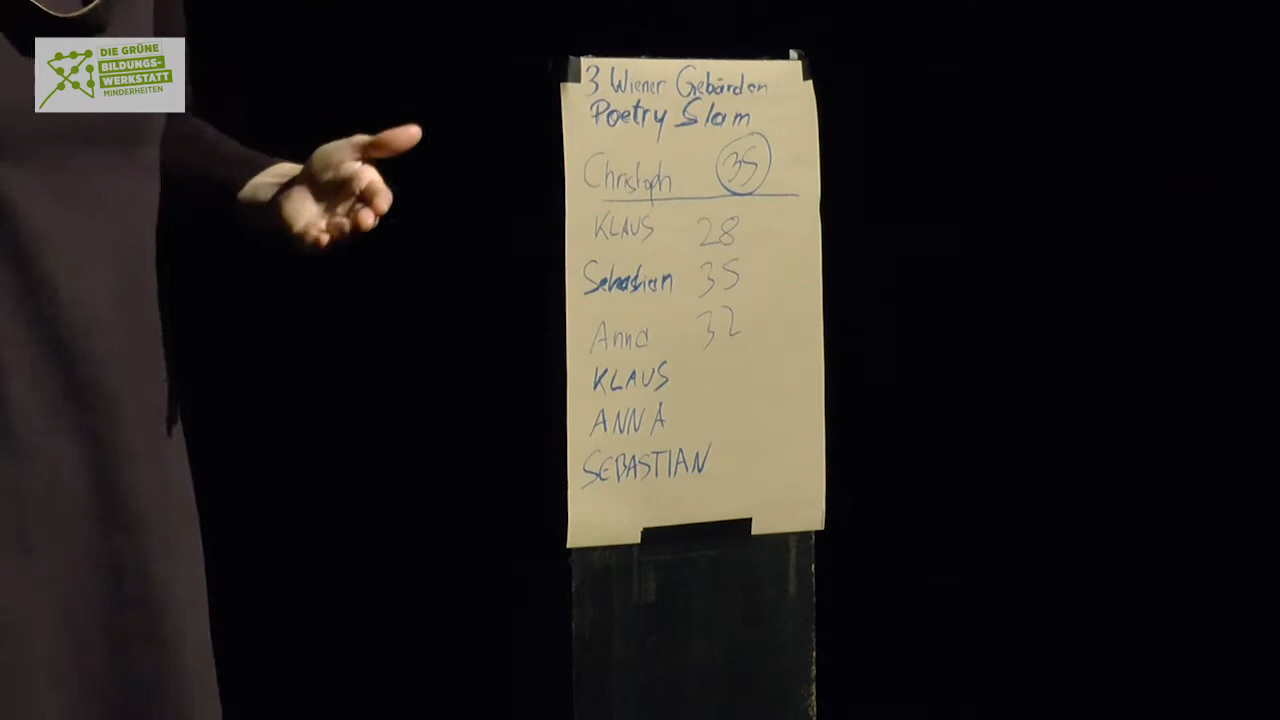 DIE GRÜNE
BILDUNGS-
WERKSTATT
MINDERHEITEN
3 Wiener Gebärden
Poetry Slam
Christoph 35
KLAUS 28
Sebastian 35
Anna 32
KLAUS
ANNA
SEBASTIAN